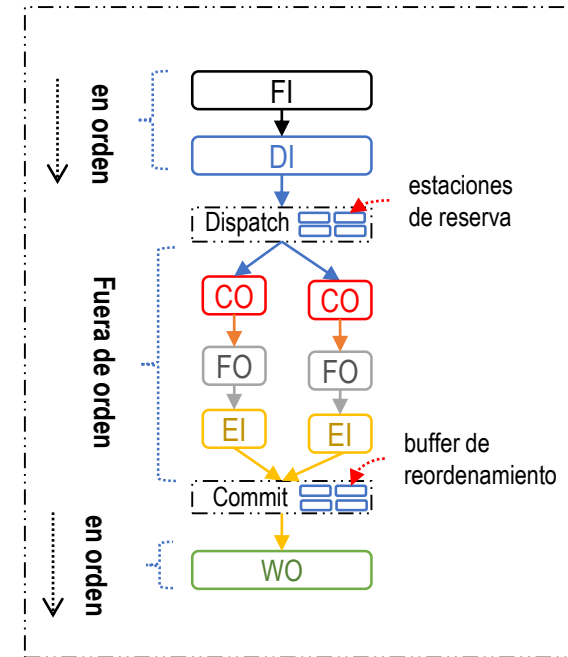 en orden
FI
DI
Dispatch
estaciones
de reserva
Fuera de orden
CO
CO
FO
FO
EI
EI
buffer de
reordenamiento
Commit
en orden
WO